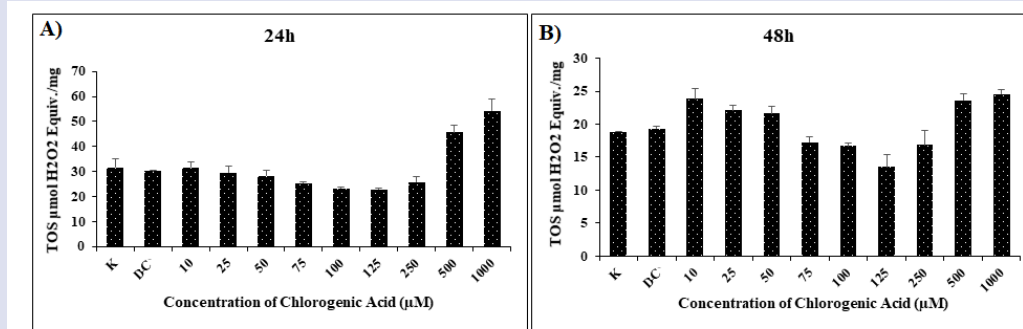 A)
24h
TOS µmol H2O2 Equiv./mg
70
60
50
40
30
20
10
0
K DC 10 25 50 75 100 125 250 500 1000
Concentration of Chlorogenic Acid (µM)
B)
48h
TOS µmol H2O2 Equiv./mg
30
25
20
15
10
5
0
K DC 10 25 50 75 100 125 250 500 1000
Concentration of Chlorogenic Acid (µM)